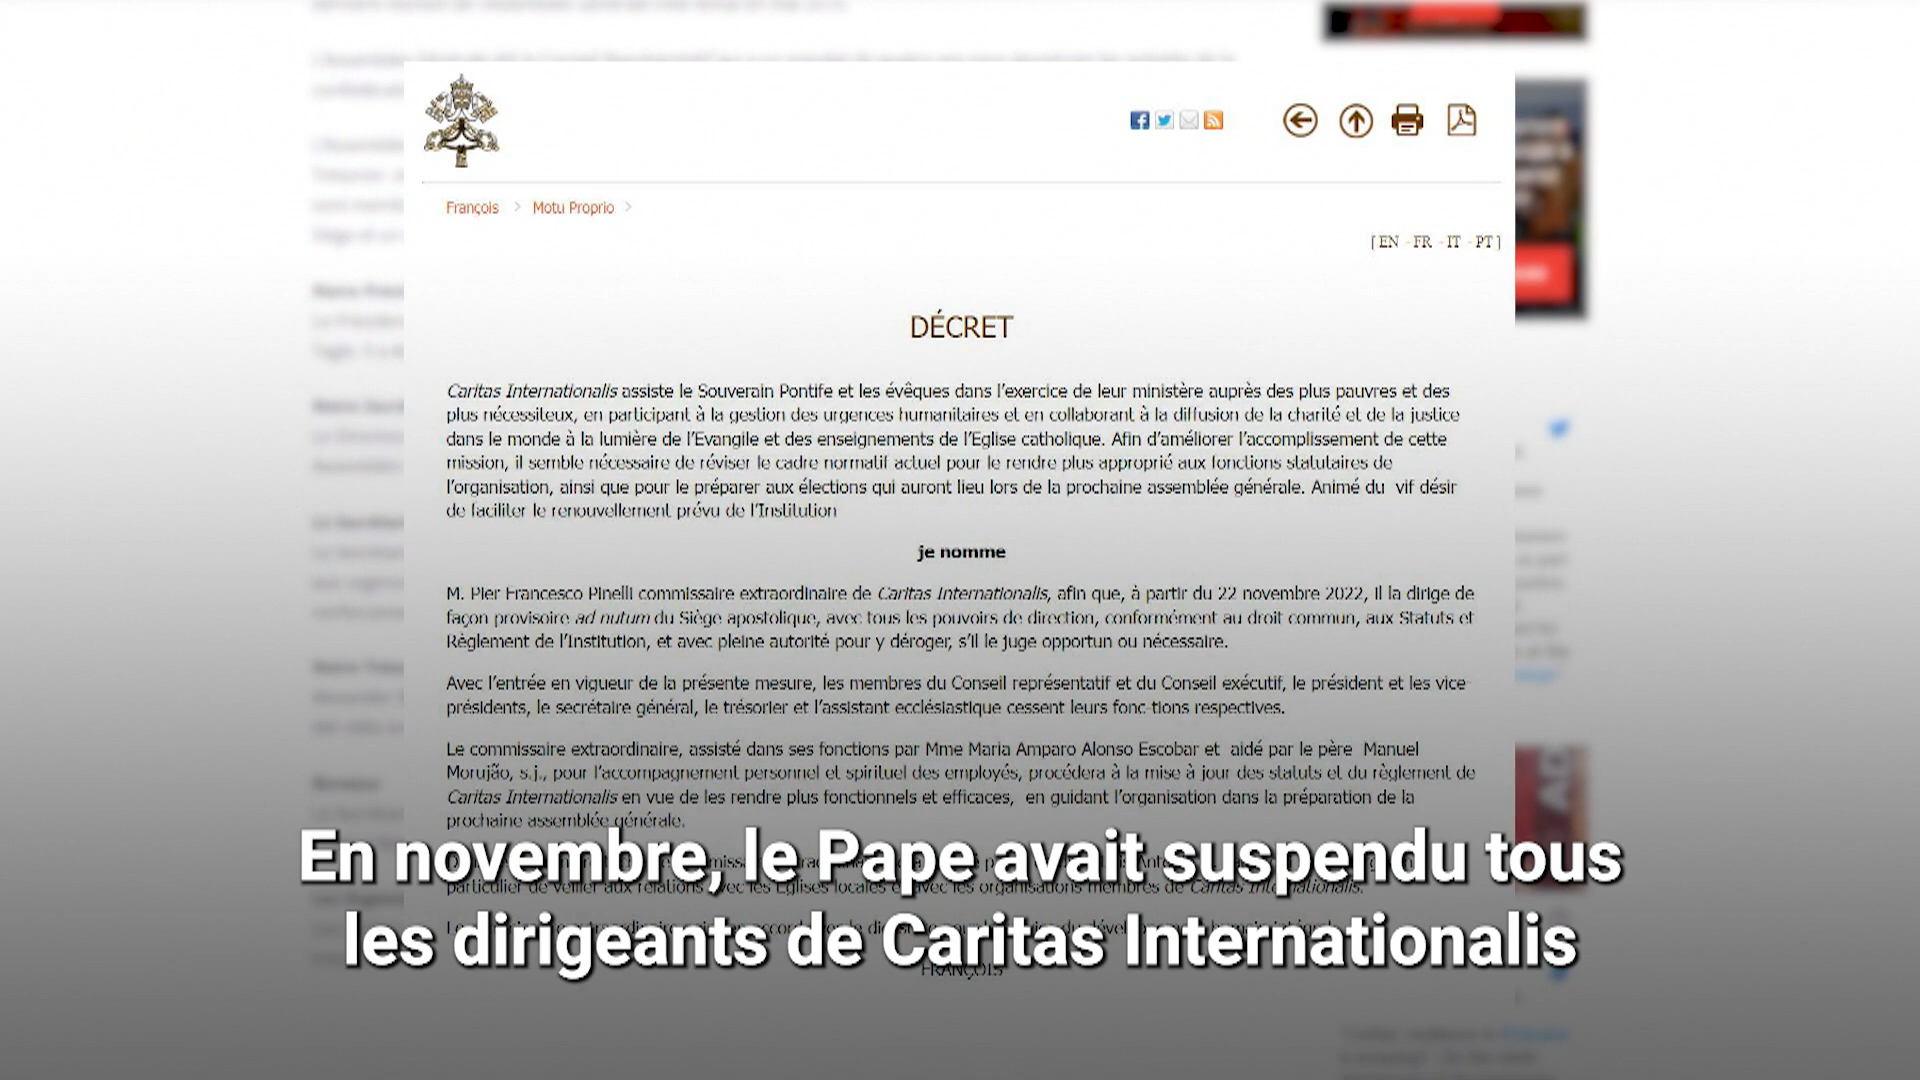 François > Motu Proprio >
[ EN - FR - IT - PT ]
DÉCRET
Caritas Internationalis assiste le Souverain Pontife et les évêques dans l'exercice de leur ministère auprès des plus pauvres et des
plus nécessiteux, en participant à la gestion des urgences humanitaires et en collaborant à la diffusion de la charité et de la justice
dans le monde à la lumière de l'Evangile et des enseignements de l'Eglise catholique. Afin d'améliorer l'accomplissement de cette
mission, il semble nécessaire de réviser le cadre normatif actuel pour le rendre plus approprié aux fonctions statutaires de
l'organisation, ainsi que pour le préparer aux élections qui auront lieu lors de la prochaine assemblée générale. Animé du vif désir
de faciliter le renouvellement prévu de l'Institution
je nomme
M. Pier Francesco Pinelli commissaire extraordinaire de Caritas Internationalis, afin que, à partir du 22 novembre 2022, il la dirige de
façon provisoire ad nutum du Siège apostolique, avec tous les pouvoirs de direction, conformément au droit commun, aux Statuts et
Règlement de l'Institution, et avec pleine autorité pour y déroger, s'il le juge opportun ou nécessaire.
Avec l'entrée en vigueur de la présente mesure, les membres du Conseil représentatif et du Conseil exécutif, le président et les vice-
présidents, le secrétaire général, le trésorier et l'assistant ecclésiastique cessent leurs fonc-tions respectives.
Le commissaire extraordinaire, assisté dans ses fonctions par Mme Maria Amparo Alonso Escobar et aidé par le père Manuel
Morujão, s.j., pour l'accompagnement personnel et spirituel des employés, procédera à la mise à jour des statuts et du règlement de
Caritas Internationalis en vue de les rendre plus fonctionnels et efficaces, en guidant l'organisation dans la préparation de la
prochaine assemblée générale.
particulier de veiller aux relations avec les Eglises locales et avec les organisations membres de Caritas Internationalis.
FRANÇOIS
En novembre, le Pape avait suspendu tous
les dirigeants de Caritas Internationalis